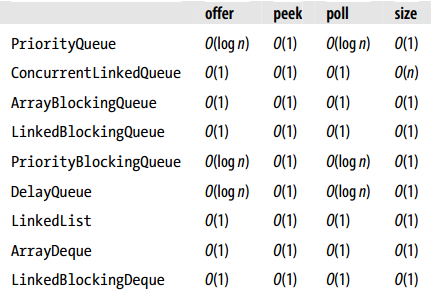 offer peek poll size
PriorityQueue O(log n) O(1) O(log n) O(1)
ConcurrentLinkedQueue O(1) O(1) O(1) O(n)
ArrayBlockingQueue O(1) O(1) O(1) O(1)
LinkedBlockingQueue O(1) O(1) O(1) O(1)
PriorityBlockingQueue O(log n) O(1) O(log n) O(1)
DelayQueue O(log n) O(1) O(log n) O(1)
LinkedList O(1) O(1) O(1) O(1)
ArrayDeque O(1) O(1) O(1) O(1)
LinkedBlockingDeque O(1) O(1) O(1) O(1)